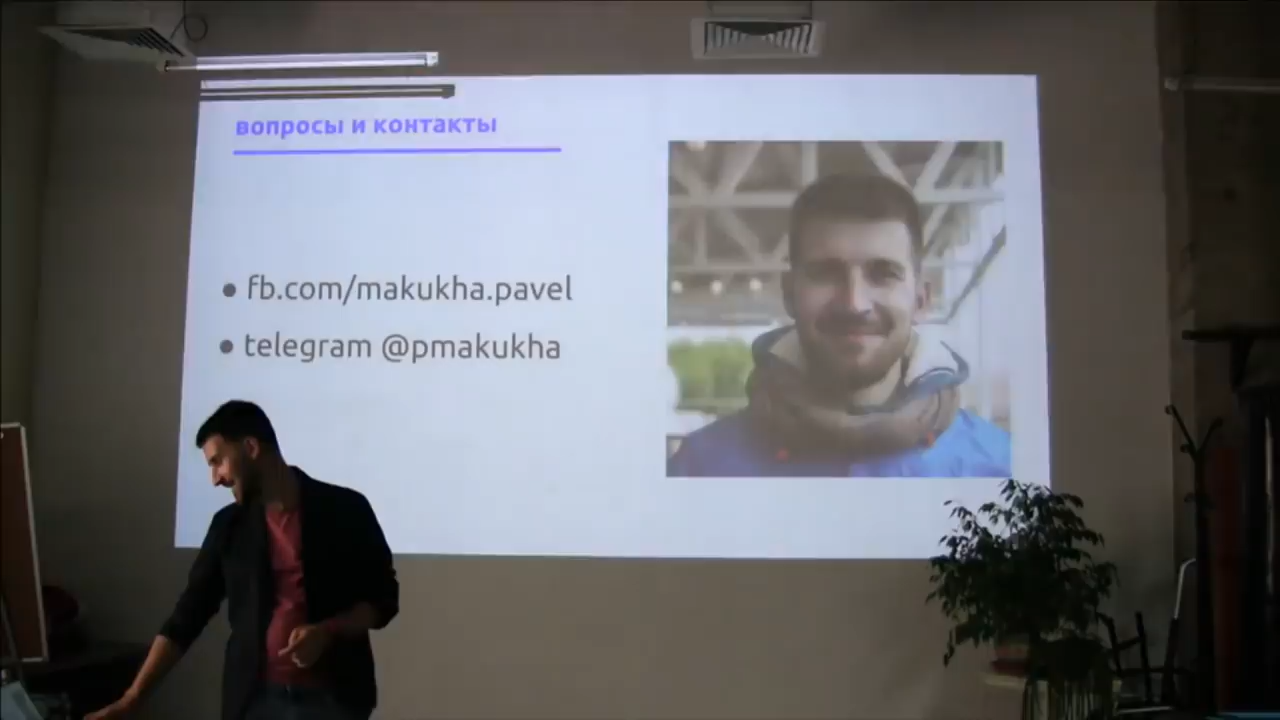 вопросы и контакты
• fb.com/makukha.pavel
• telegram @pmakukha